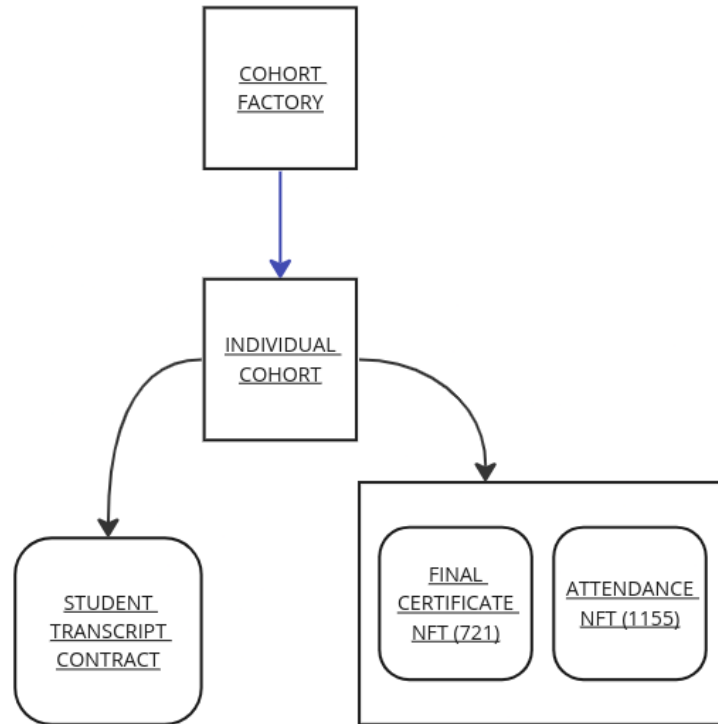 COHORT
FACTORY
INDIVIDUAL
COHORT
STUDENT
TRANSCRIPT
CONTRACT
FINAL
CERTIFICATE
NFT (721)
ATTENDANCE
NFT (1155)